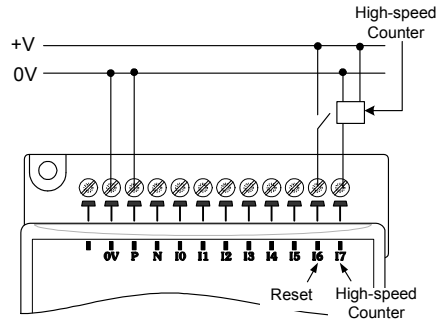 High-speed
Counter
+V
0V
0V P N I0 I1 I2 I3 I4 I5 I6 I7
Reset
High-speed
Counter